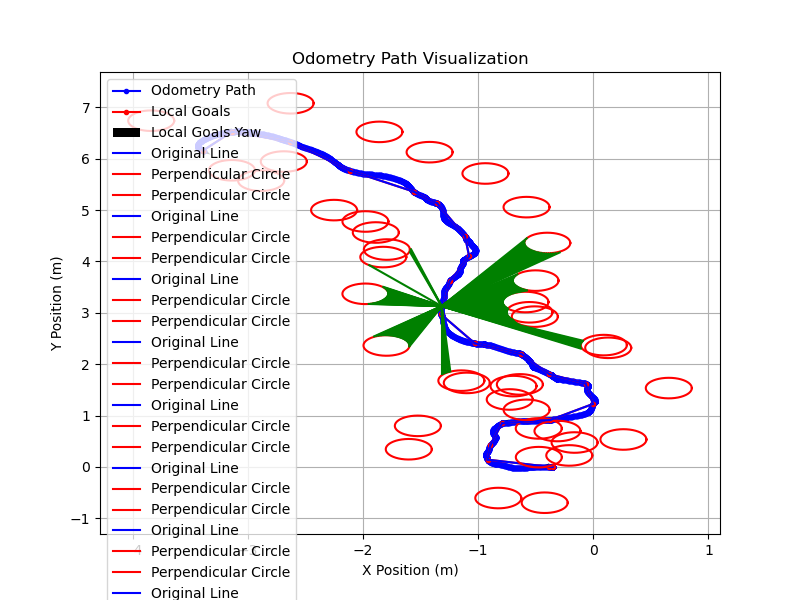 Odometry Path Visualization
Y Position (m)
7
6
5
4
3
2
1
0
−1
Odometry Path
Local Goals
Local Goals Yaw
Original Line
Perpendicular Circle
Perpendicular Circle
Original Line
Perpendicular Circle
Perpendicular Circle
Original Line
Perpendicular Circle
Perpendicular Circle
Original Line
Perpendicular Circle
Perpendicular Circle
Original Line
Perpendicular Circle
Perpendicular Circle
Original Line
Perpendicular Circle
Perpendicular Circle
Original Line
Perpendicular Circle
Perpendicular Circle
Original Line
−4 −3 −2 −1 0 1
X Position (m)